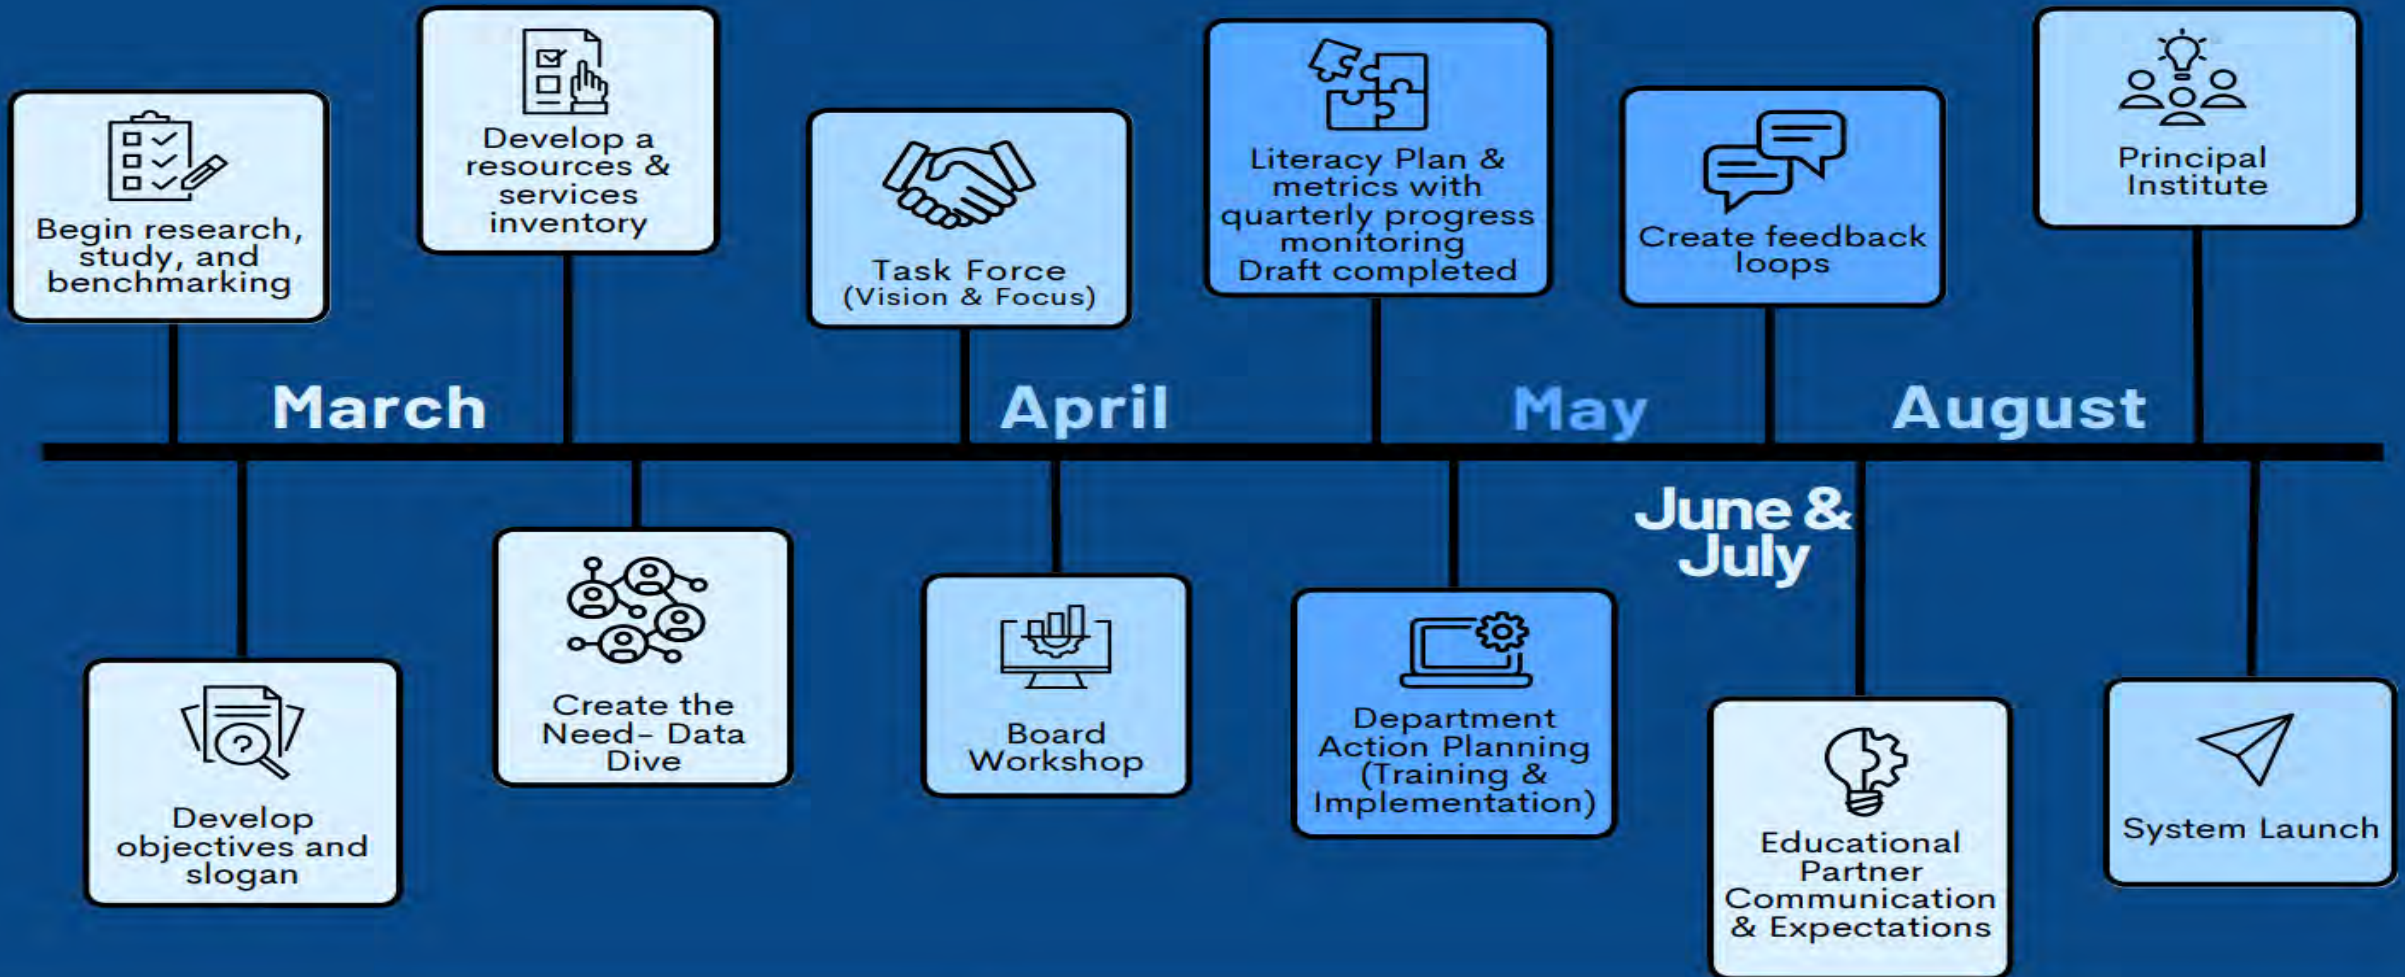 Begin research,
study, and
benchmarking
Develop a
resources &
services
inventory
Task Force
(Vision & Focus)
Literacy Plan &
metrics with
quarterly progress
monitoring
Draft completed
Create feedback
loops
Principal
Institute
March
April
May
August
June &
July
Develop
objectives and
slogan
Create the
Need- Data
Dive
Board
Workshop
Department
Action Planning
(Training &
Implementation)
Educational
Partner
Communication
& Expectations
System Launch